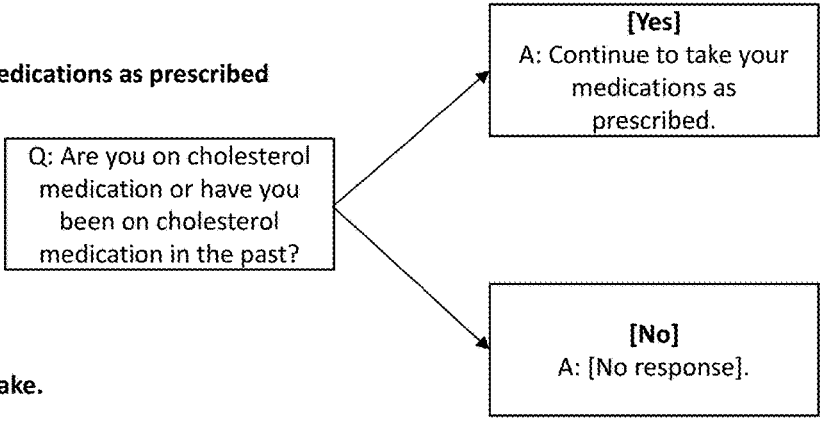 [Yes]
A: Continue to take your
medications as
prescribed.
edications as prescribed
Q: Are you on cholesterol
medication or have you
been on cholesterol
medication in the past?
[No]
A: [No response].
ake.